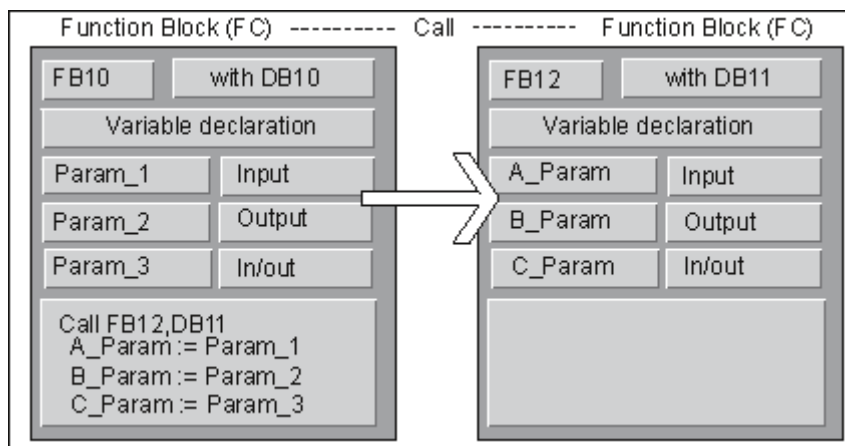 Function Block (FC) ---------- Call ---------- Function Block (FC)
FB10
with DB10
Variable declaration
Param_1
Input
Param_2
Output
Param_3
In/out
Call FB12,DB11
A_Param := Param_1
B_Param := Param_2
C_Param := Param_3
FB12
with DB11
Variable declaration
A_Param
Input
B_Param
Output
C_Param
In/out